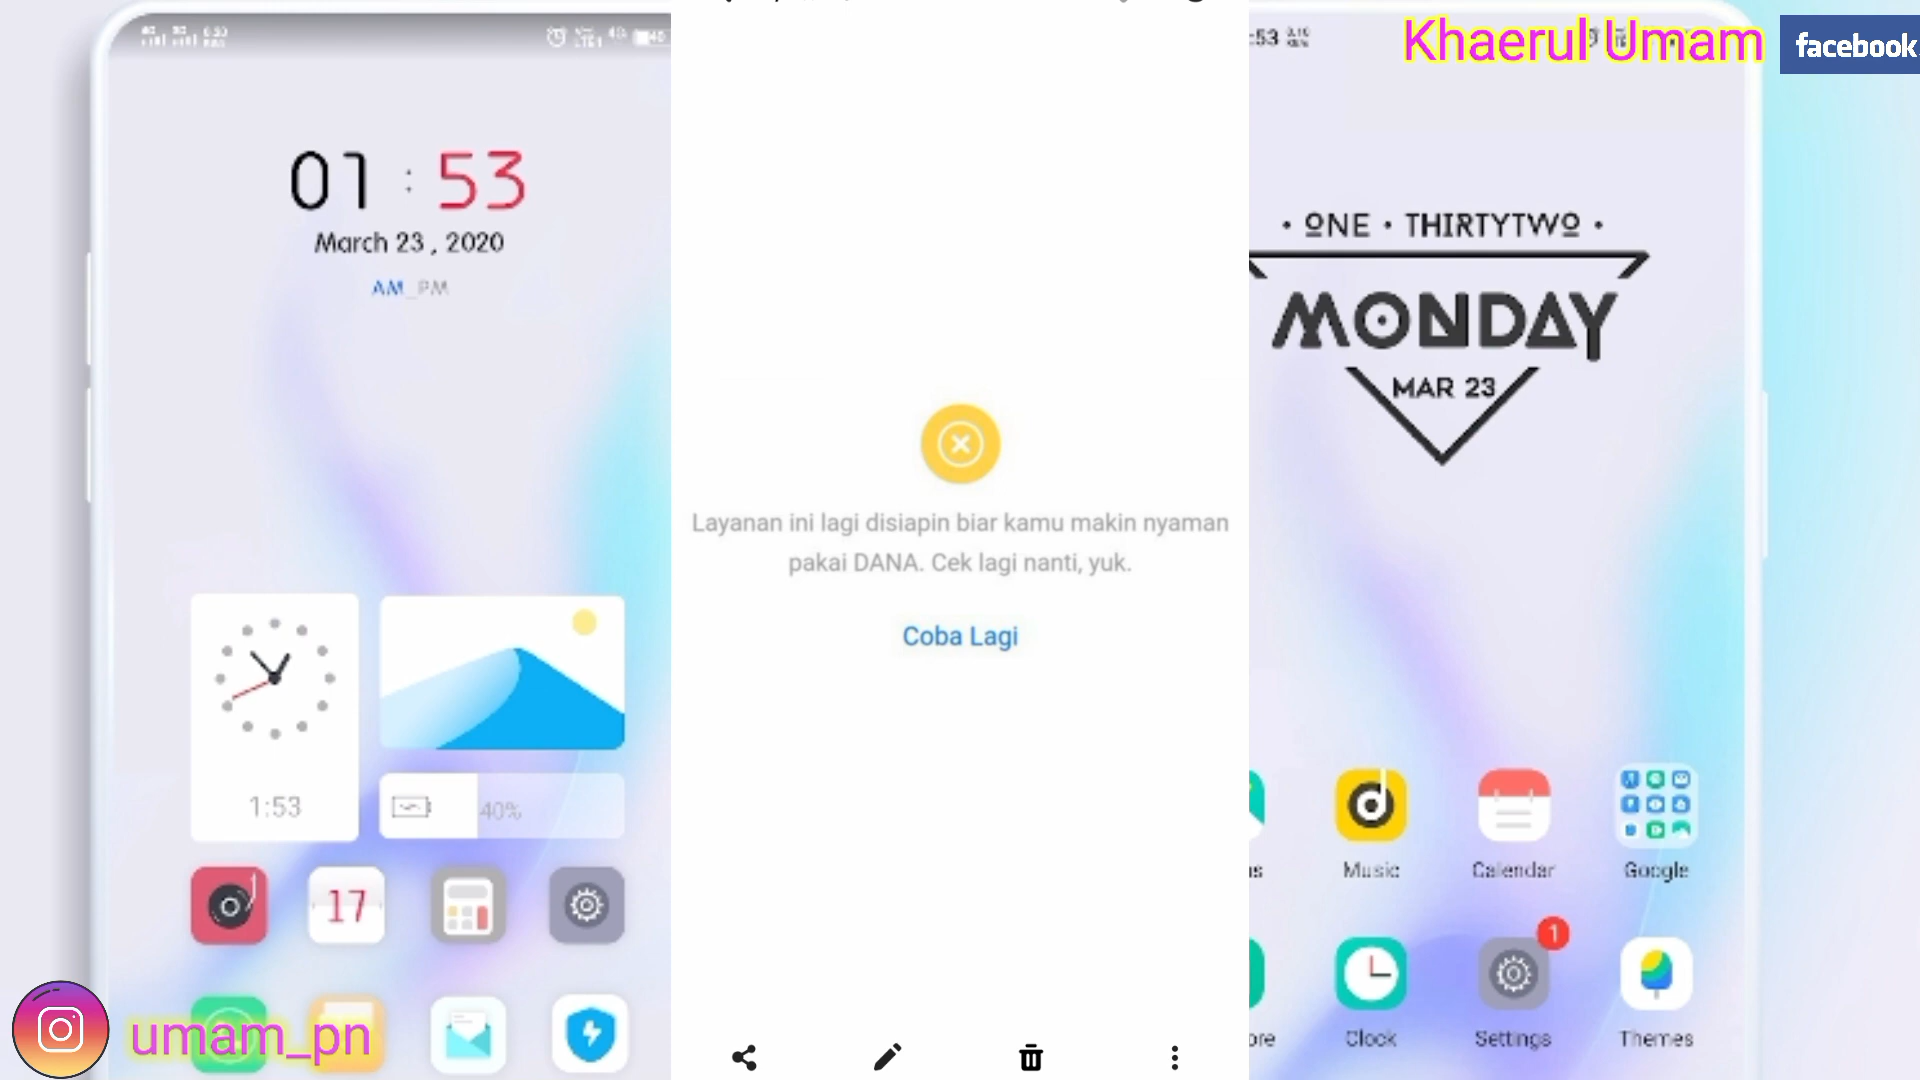 01 : 53
March 23 , 2020
AM_PM
1:53
40%
17
umam_pn
Layanan ini lagi disiapin biar kamu makin nyaman
pakai DANA. Cek lagi nanti, yuk.
Coba Lagi
:53
Khaerul Umam
facebook
• ONE • THIRTYTWO •
MONDAY
MAR 23
Music
Calendar
Google
1
Clock
Settings
Themes